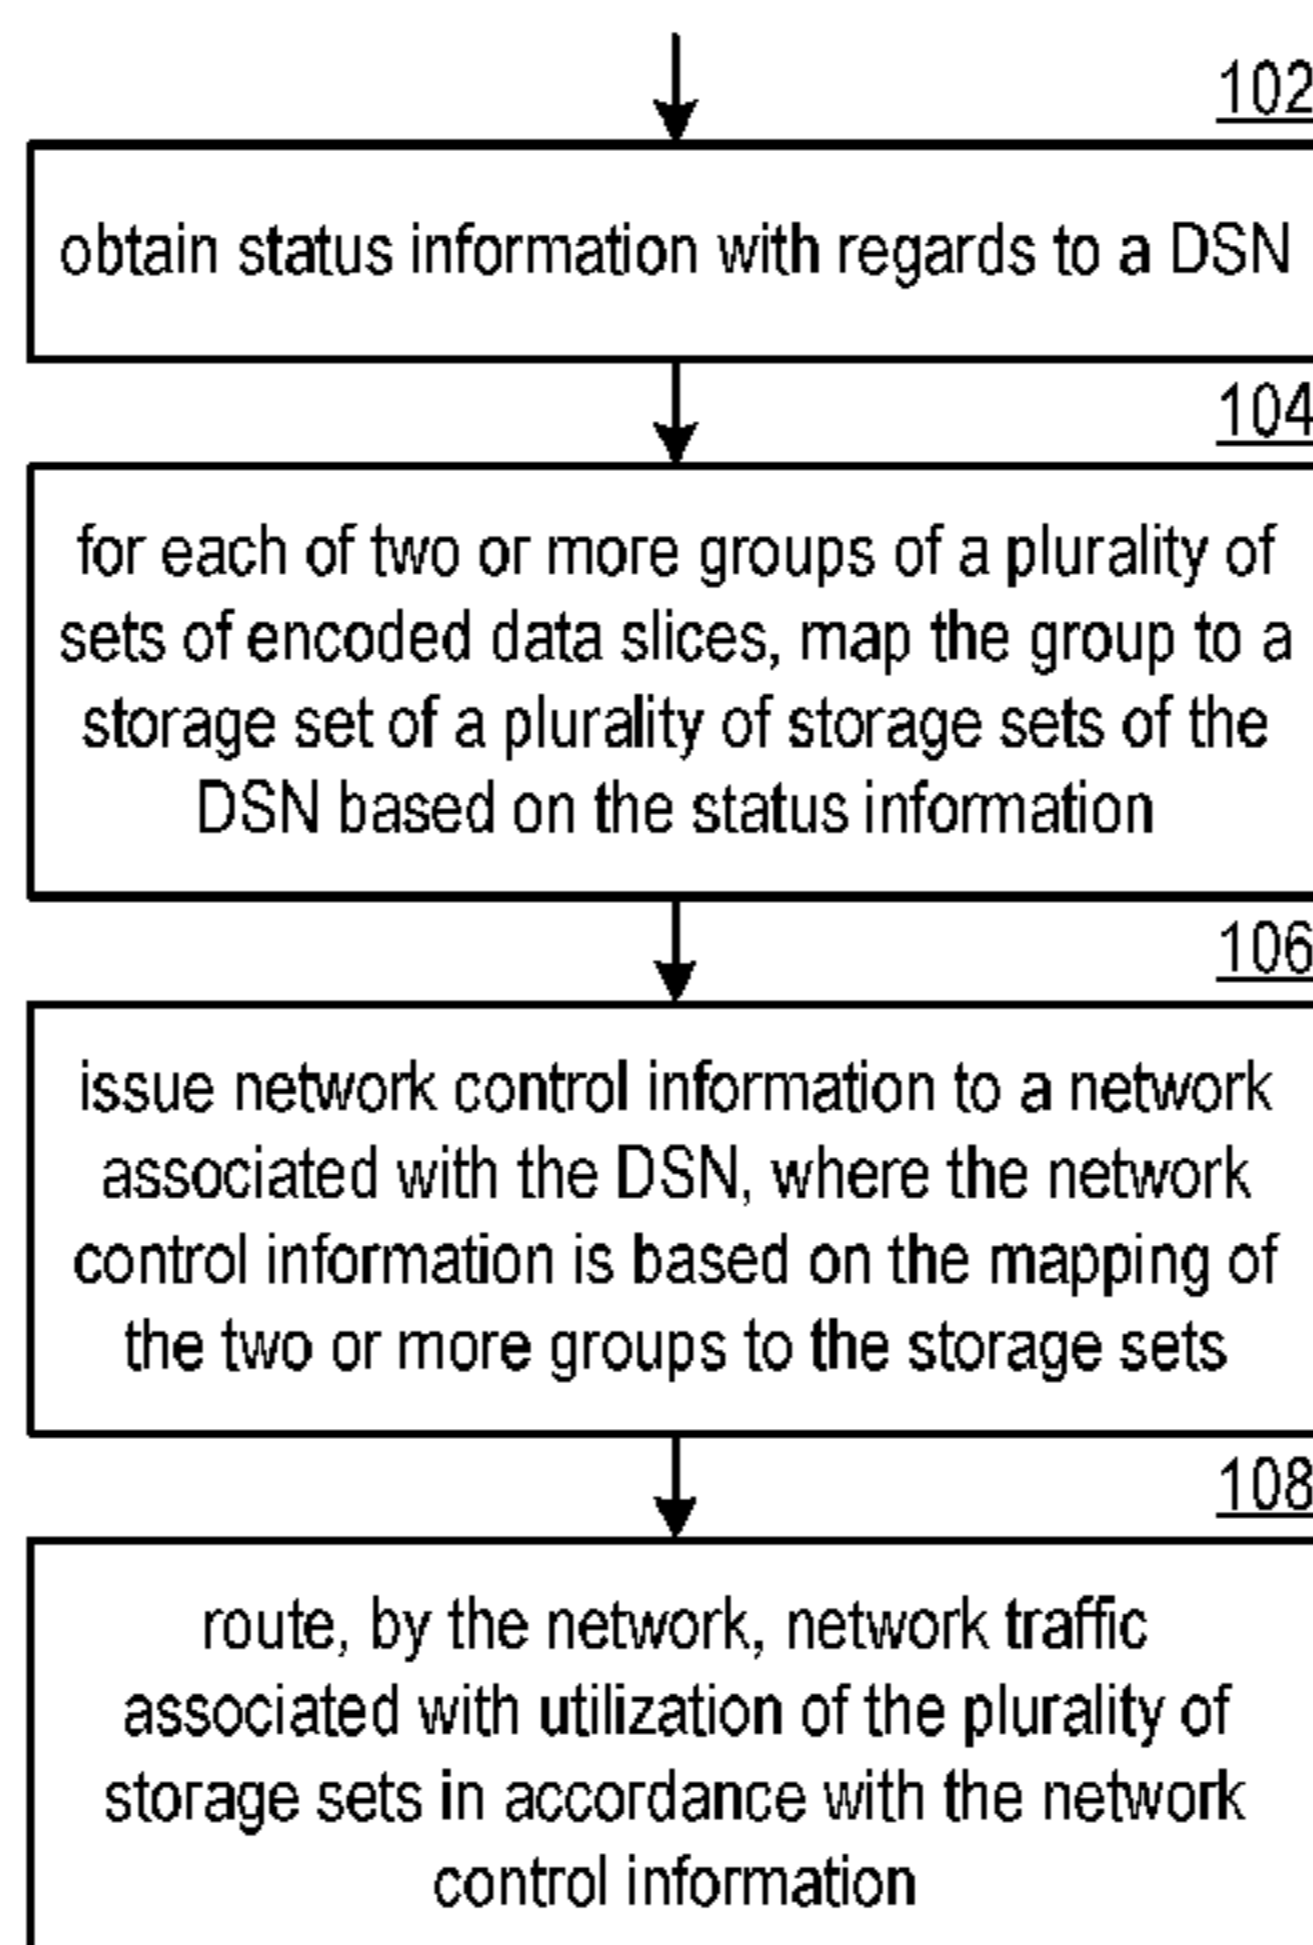 102
obtain status information with regards to a DSN
104
for each of two or more groups of a plurality of
sets of encoded data slices, map the group to a
storage set of a plurality of storage sets of the
DSN based on the status information
106
issue network control information to a network
associated with the DSN, where the network
control information is based on the mapping of
the two or more groups to the storage sets
108
route, by the network, network traffic
associated with utilization of the plurality of
storage sets in accordance with the network
control information